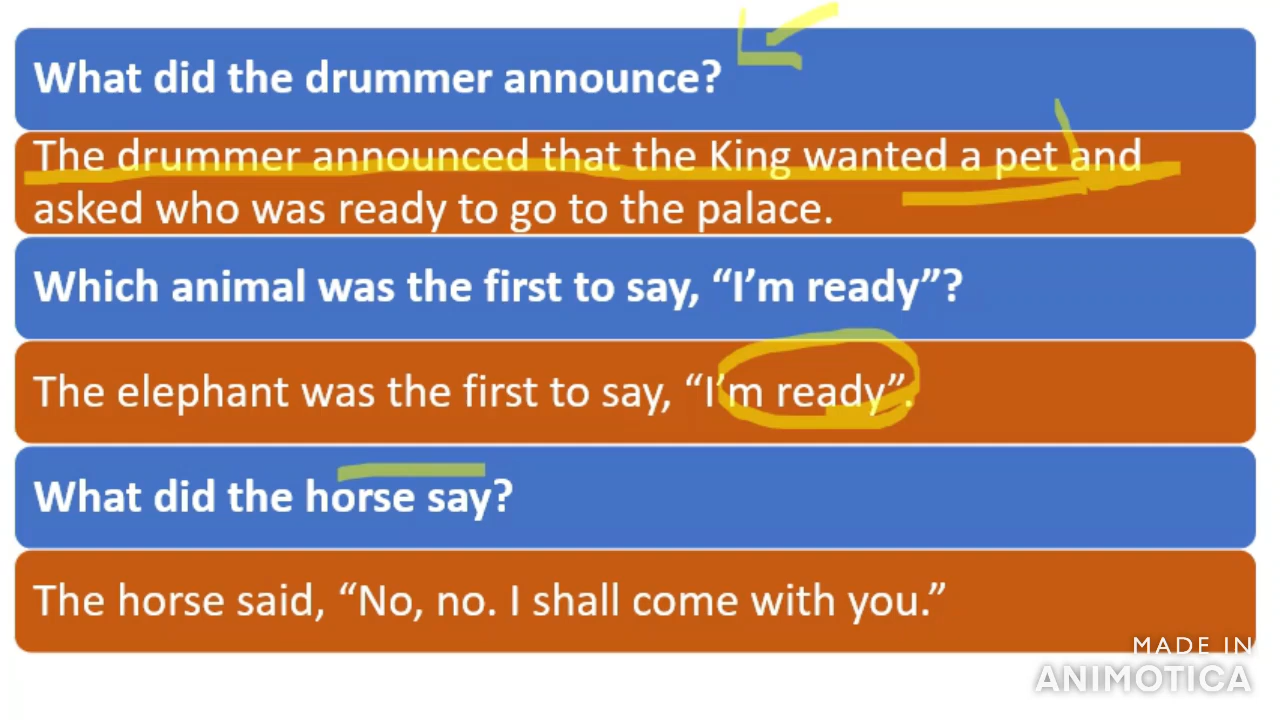 What did the drummer announce?
The drummer announced that the King wanted a pet and
asked who was ready to go to the palace.
Which animal was the first to say, “I’m ready”?
The elephant was the first to say, “I’m ready”.
What did the horse say?
The horse said, “No, no. I shall come with you.”
MADE IN
ANIMOTICA